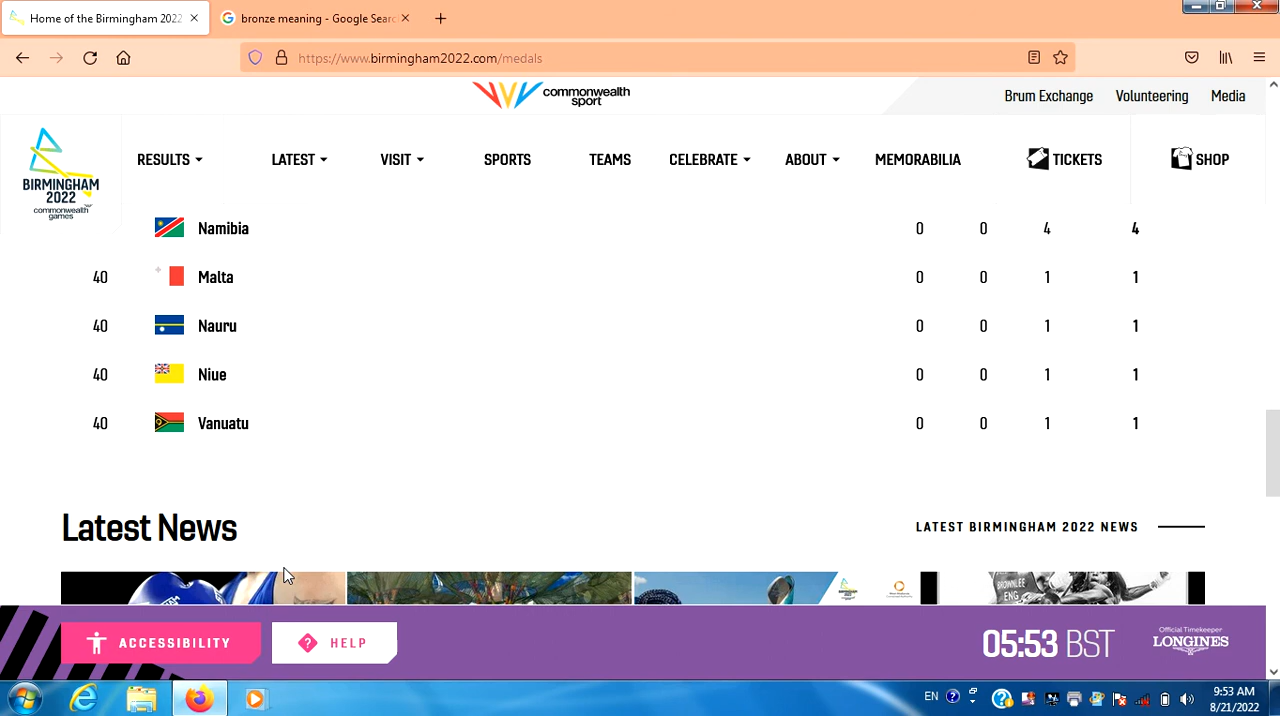 Home of the Birmingham 2022
bronze meaning - Google Sear
https://www.birmingham2022.com/medals
commonwealth
sport
Brum Exchange Volunteering Media
BIRMINGHAM
2022
commonwealth
games
RESULTS LATEST VISIT SPORTS TEAMS CELEBRATE ABOUT MEMORABILIA TICKETS SHOP
Namibia 0 0 4 4
40 Malta 0 0 1 1
40 Nauru 0 0 1 1
40 Niue 0 0 1 1
40 Vanuatu 0 0 1 1
Latest News
LATEST BIRMINGHAM 2022 NEWS
BROWNLEE
ENG
ACCESSIBILITY
? HELP
05:53 BST
Official Timekeeper
LONGINES
EN
9:53 AM
8/21/2022